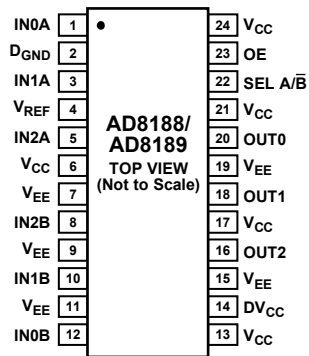 IN0A 1 24 VCC
DGND 2 23 OE
IN1A 3 22 SEL A/B̅
VREF 4 21 VCC
IN2A 5 AD8188/ 20 OUT0
AD8189
VCC 6 TOP VIEW 19 VEE
VEE 7 (Not to Scale) 18 OUT1
IN2B 8 17 VCC
VEE 9 16 OUT2
IN1B 10 15 VEE
VEE 11 14 DVCC
IN0B 12 13 VCC